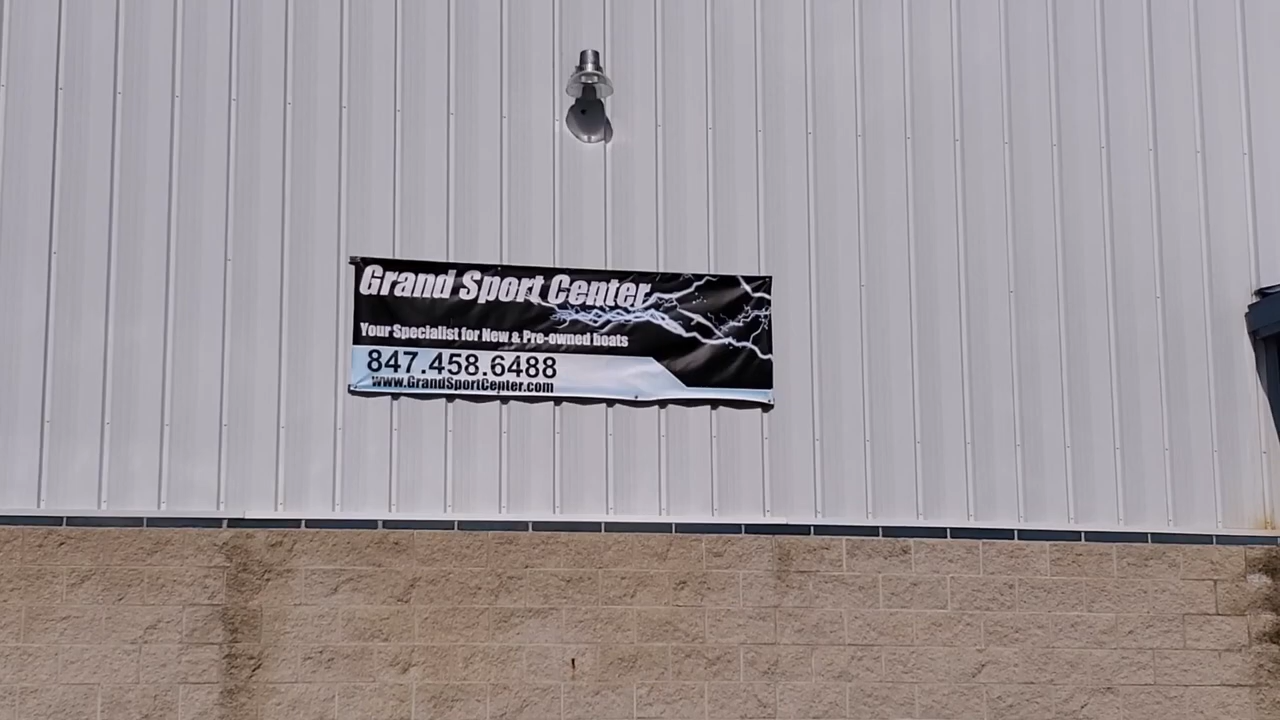 Grand Sport Center
Your Specialist for New & Pre-owned boats
847.458.6488
www.GrandSportCenter.com